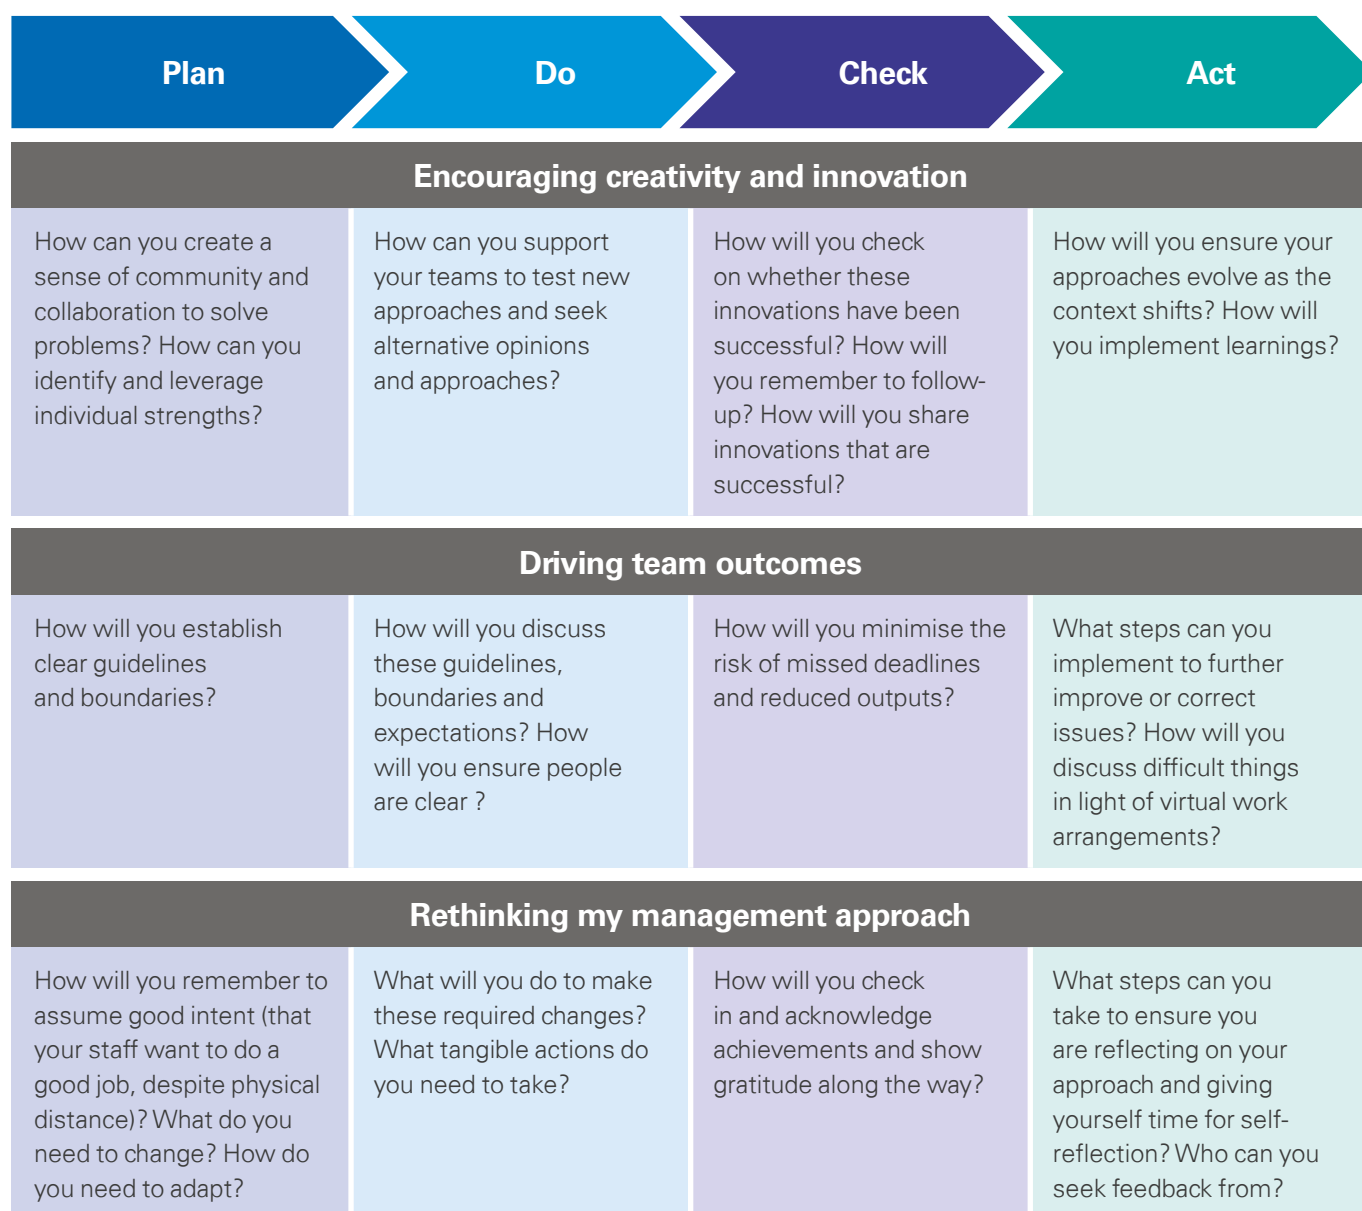 Plan
Do
Check
Act
Encouraging creativity and innovation
How can you create a
sense of community and
collaboration to solve
problems? How can you
identify and leverage
individual strengths?
How can you support
your teams to test new
approaches and seek
alternative opinions
and approaches?
How will you check
on whether these
innovations have been
successful? How will
you remember to follow-
up? How will you share
innovations that are
successful?
How will you ensure your
approaches evolve as the
context shifts? How will
you implement learnings?
Driving team outcomes
How will you establish
clear guidelines
and boundaries?
How will you discuss
these guidelines,
boundaries and
expectations? How
will you ensure people
are clear ?
How will you minimise the
risk of missed deadlines
and reduced outputs?
What steps can you
implement to further
improve or correct
issues? How will you
discuss difficult things
in light of virtual work
arrangements?
Rethinking my management approach
How will you remember to
assume good intent (that
your staff want to do a
good job, despite physical
distance)? What do you
need to change? How do
you need to adapt?
What will you do to make
these required changes?
What tangible actions do
you need to take?
How will you check
in and acknowledge
achievements and show
gratitude along the way?
What steps can you
take to ensure you
are reflecting on your
approach and giving
yourself time for self-
reflection? Who can you
seek feedback from?